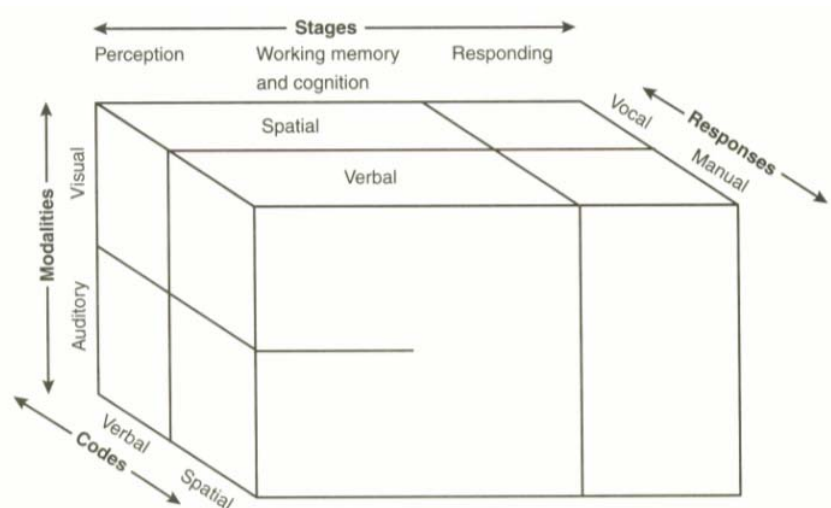 Stages
Perception
Working memory
and cognition
Responding
Spatial
Verbal
Vocal
Manual
Responses
Modalities
Visual
Auditory
Verbal
Spatial
Codes